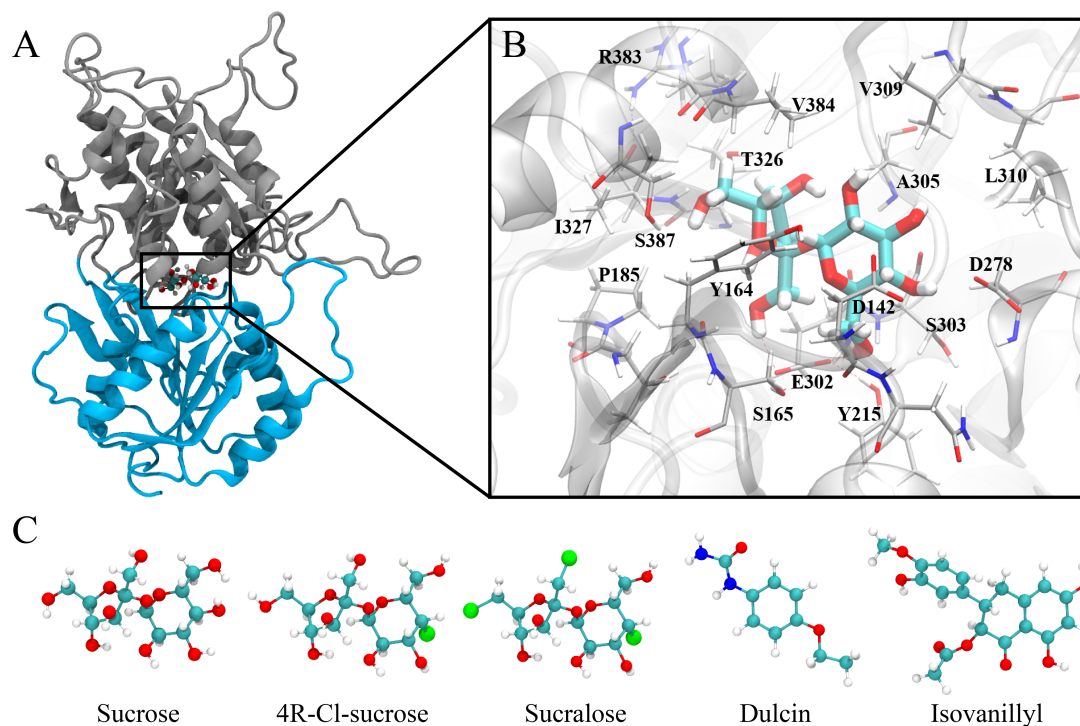 A
B
R383
V384
V309
T326
A305
L310
I327
S387
P185
Y164
D142
D278
S303
E302
S165
Y215
C
Sucrose
4R-Cl-sucrose
Sucralose
Dulcin
Isovanillyl